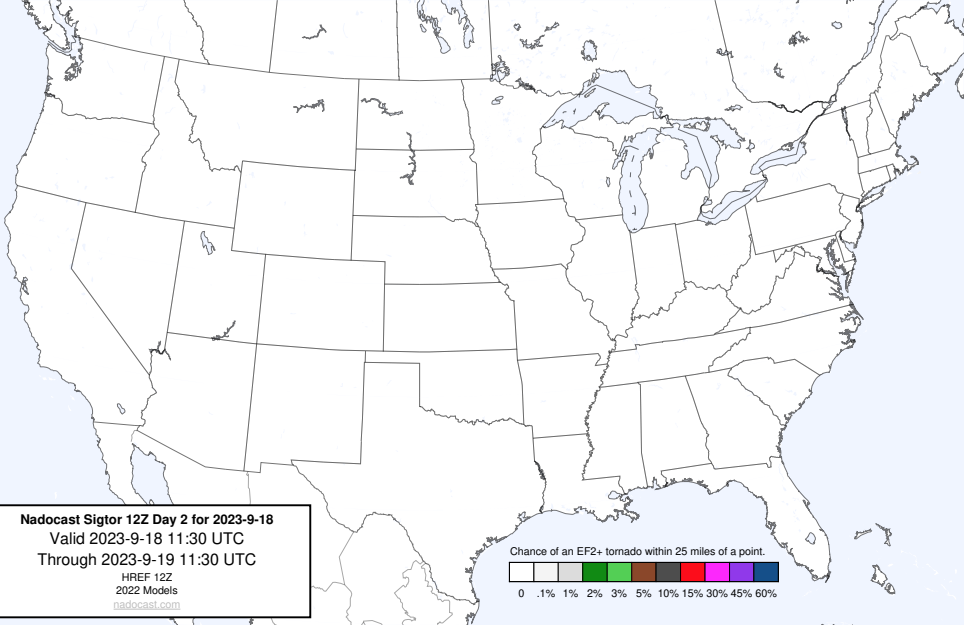 Nadocast Sigtor 12Z Day 2 for 2023-9-18
Valid 2023-9-18 11:30 UTC
Through 2023-9-19 11:30 UTC
HREF 12Z
2022 Models
nadocast.com
Chance of an EF2+ tornado within 25 miles of a point.
0 .1% 1% 2% 3% 5% 10% 15% 30% 45% 60%